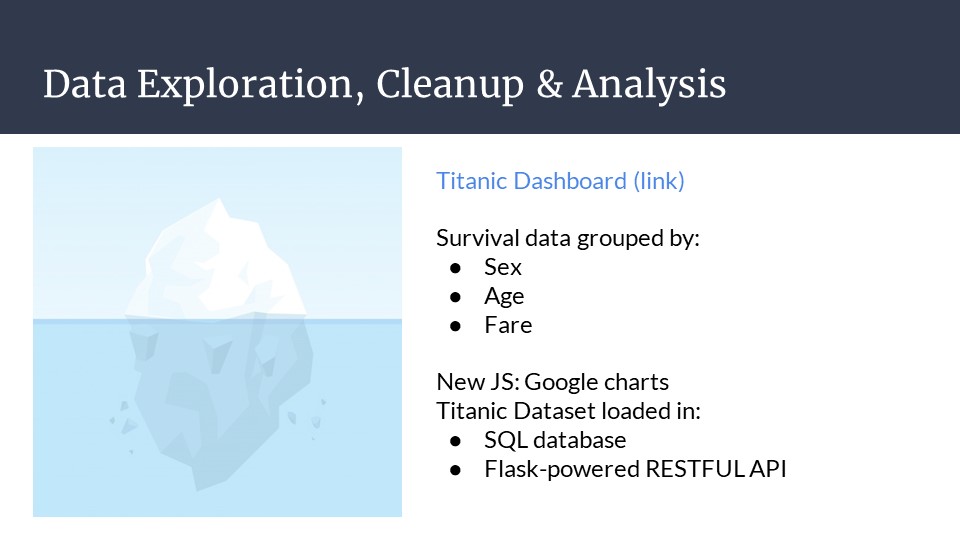 Data Exploration, Cleanup & Analysis
Titanic Dashboard (link)
Survival data grouped by:
● Sex
● Age
● Fare
New JS: Google charts
Titanic Dataset loaded in:
● SQL database
● Flask-powered RESTFUL API